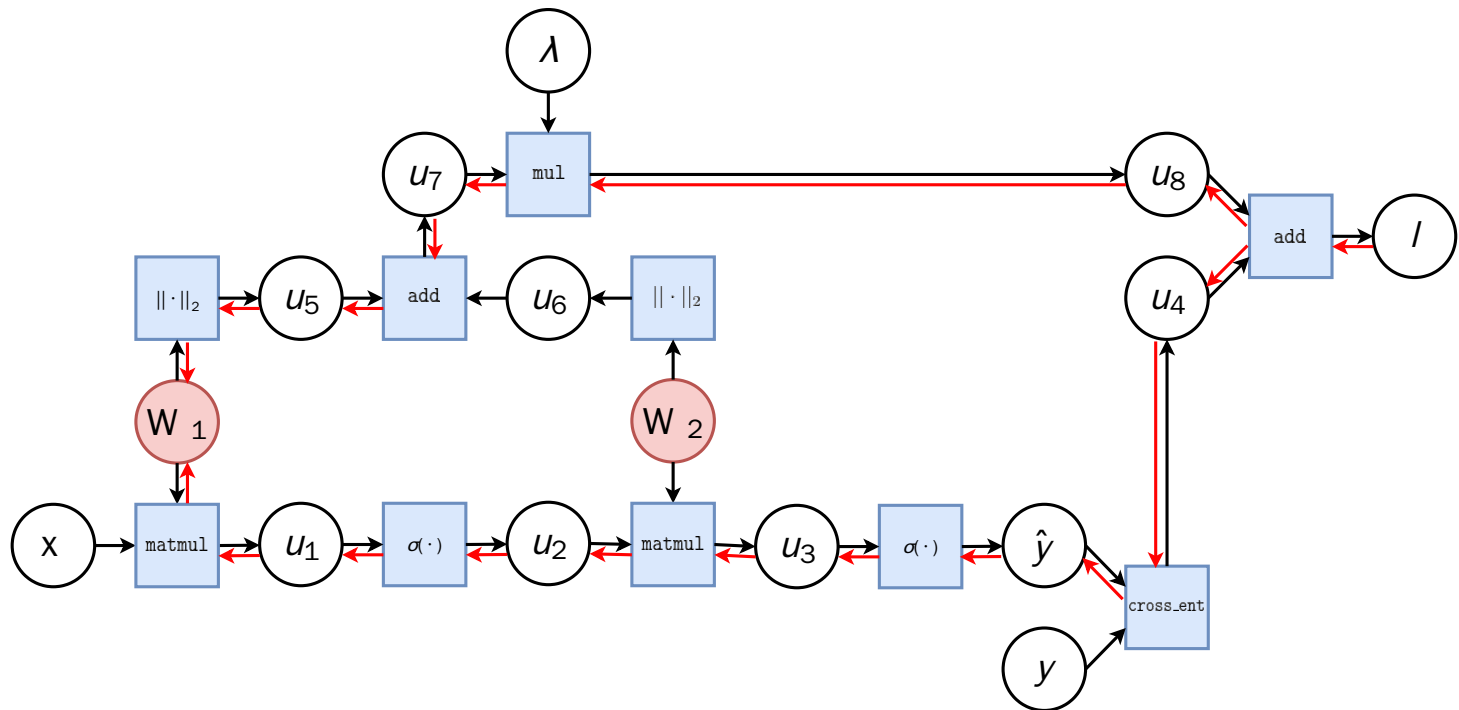 λ
u₇
mul
u₈
add
l
|| · ||₂
u₅
add
u₆
|| · ||₂
u₄
W ₁
W ₂
x
matmul
u₁
σ(·)
u₂
matmul
u₃
σ(·)
ŷ
cross_ent
y